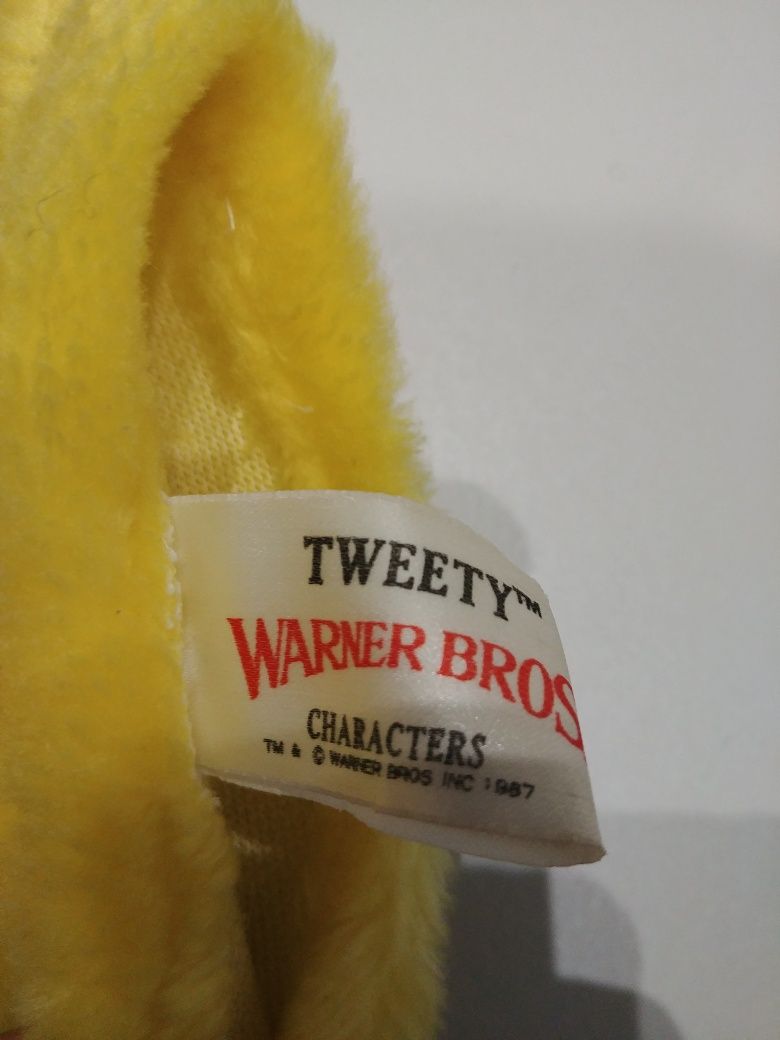 TWEETY™
WARNER BROS
CHARACTERS
TM & © WARNER BROS INC 1987